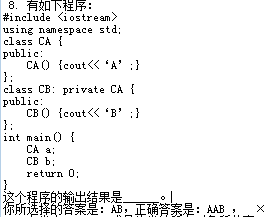 8. 有如下程序:
#include <iostream>
using namespace std;
class CA {
public:
CA() {cout<<‘A’;}
};
class CB: private CA {
public:
CB() {cout<<‘B’;}
};
int main() {
CA a;
CB b;
return 0;
}
这个程序的输出结果是______。
你所选择的答案是: AB, 正确答案是: AAB , ×